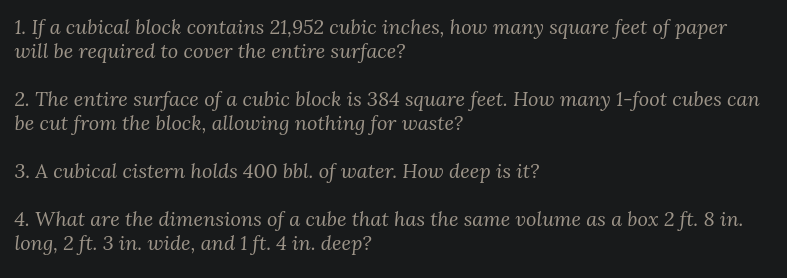 1. If a cubical block contains 21,952 cubic inches, how many square feet of paper
will be required to cover the entire surface?
2. The entire surface of a cubic block is 384 square feet. How many 1-foot cubes can
be cut from the block, allowing nothing for waste?
3. A cubical cistern holds 400 bbl. of water. How deep is it?
4. What are the dimensions of a cube that has the same volume as a box 2 ft. 8 in.
long, 2 ft. 3 in. wide, and 1 ft. 4 in. deep?